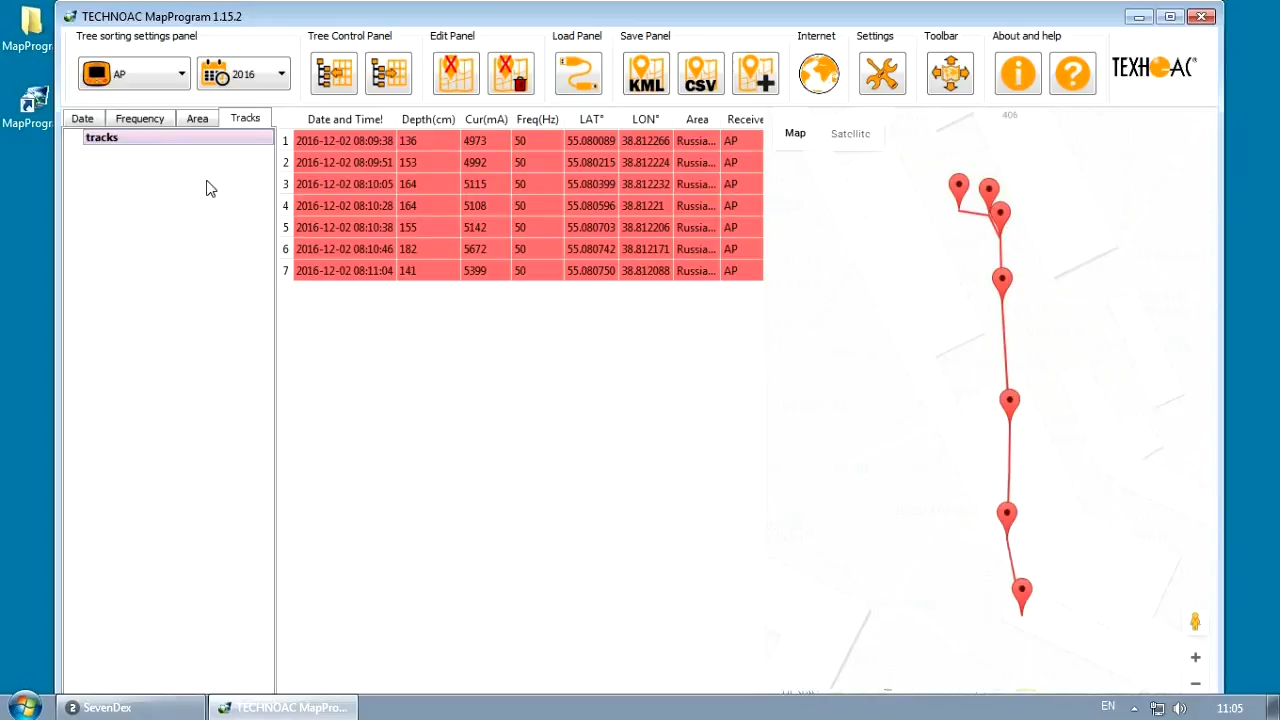 TECHNOAC MapProgram 1.15.2
MapProgr
Tree sorting settings panel
Tree Control Panel
Edit Panel
Load Panel
Save Panel
Internet
Settings
Toolbar
About and help
AP
2016
KML
CSV
ТЕХНОАС
MapProgr
Date
Frequency
Area
Tracks
tracks
Date and Time! Depth(cm) Cur(mA) Freq(Hz) LAT° LON° Area Receive
1 2016-12-02 08:09:38 136 4973 50 55.080089 38.812266 Russia... AP
2 2016-12-02 08:09:51 153 4992 50 55.080215 38.812224 Russia... AP
3 2016-12-02 08:10:05 164 5115 50 55.080399 38.812232 Russia... AP
4 2016-12-02 08:10:28 164 5108 50 55.080596 38.81221 Russia... AP
5 2016-12-02 08:10:38 155 5142 50 55.080703 38.812206 Russia... AP
6 2016-12-02 08:10:46 182 5672 50 55.080742 38.812171 Russia... AP
7 2016-12-02 08:11:04 141 5399 50 55.080750 38.812088 Russia... AP
406
Map
Satellite
SevenDex
TECHNOAC MapPro...
EN
11:05